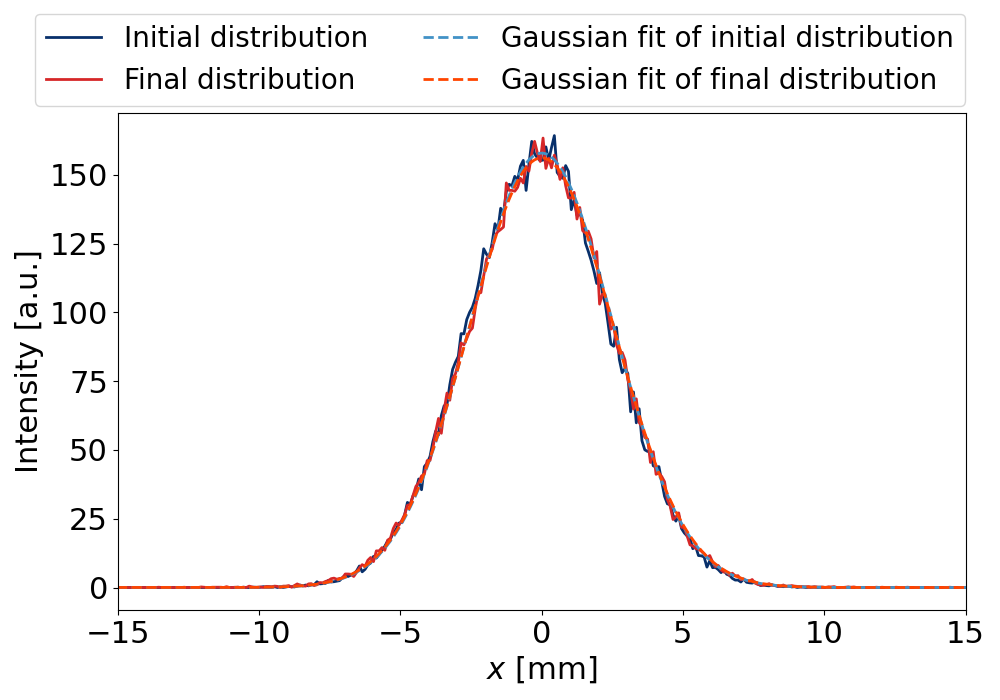 Initial distribution
Final distribution
Gaussian fit of initial distribution
Gaussian fit of final distribution
150
125
100
75
50
25
0
Intensity [a.u.]
−15 −10 −5 0 5 10 15
x [mm]